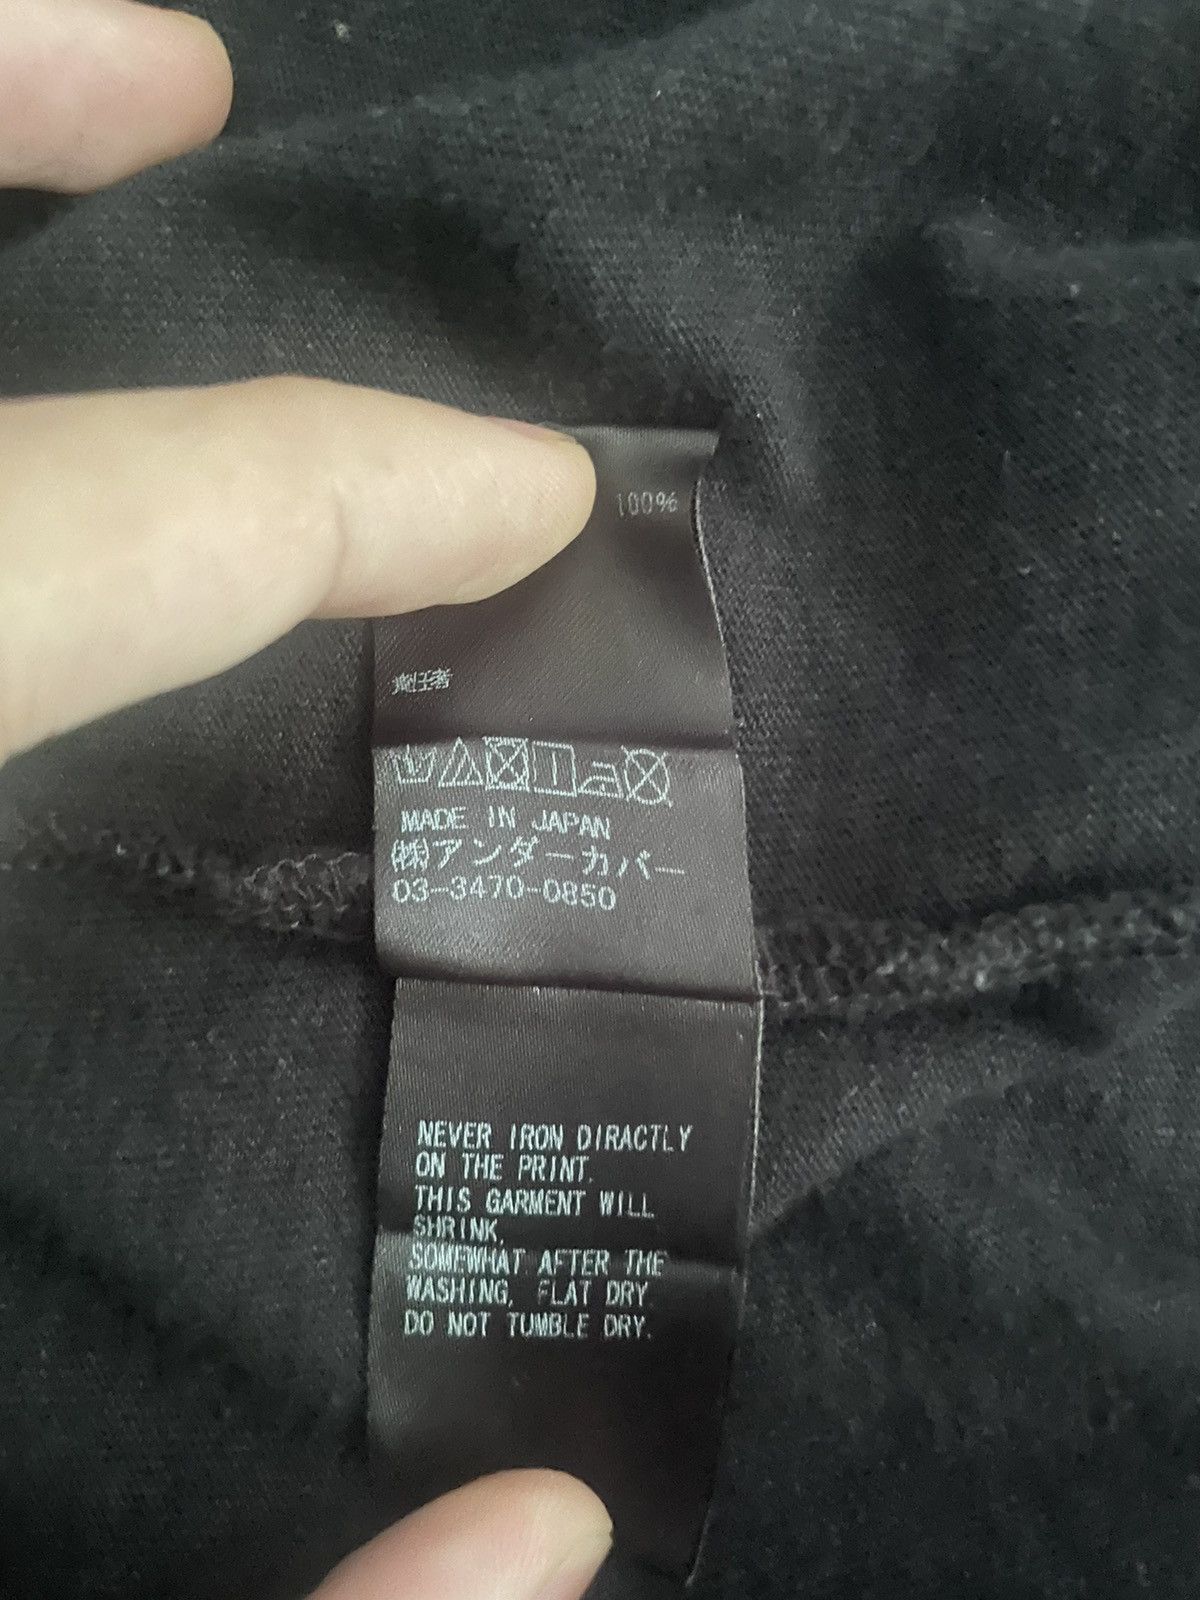 100%
MADE IN JAPAN
(株)アンダーカバー
03-3470-0850
NEVER IRON DIRACTLY
ON THE PRINT.
THIS GARMENT WILL
SHRINK.
SOMEWHAT AFTER THE
WASHING, FLAT DRY.
DO NOT TUMBLE DRY.